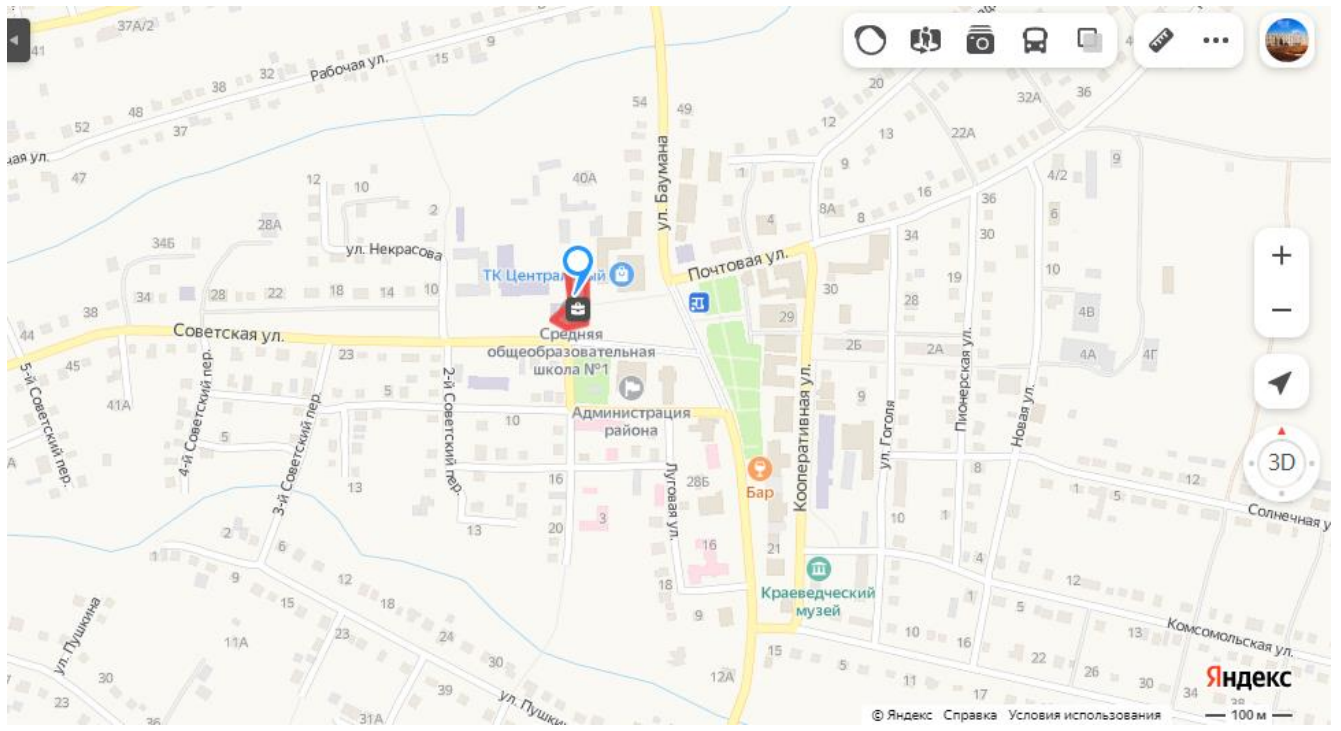 37А/2
9
41
15
Рабочая ул.
20
32А
36
38
32
54
49
52
48
37
12
13
22А
чая ул.
ул. Баумана
9
9
47
12
10
40А
1
4/2
16
36
2
4
8А
8
6
28А
34Б
ул. Некрасова
34
30
ТК Центральный
Почтовая ул.
19
10
34
28
22
18
14
10
30
28
38
29
4В
44
Советская ул.
Средняя
общеобразовательная
школа №1
2Б
2А
23
4А
4Г
45
5
41А
5-й Советский пер.
4-й Советский пер.
3-й Советский пер.
2-й Советский пер.
Администрация
района
10
9
Кооперативная ул.
ул. Гоголя
Пионерская ул.
Новая ул.
3D
5
А
8
12
13
16
Луговая ул.
28Б
Бар
1
5
Солнечная у
3
10
1
2
13
20
6
16
21
4
1
9
12
18
Краеведческий
музей
12
15
18
9
1
5
ул. Пушкина
11А
23
24
10
16
13
Комсомольская ул.
30
15
5
22
26
30
12А
11
30
34
38
Яндекс
23
39
17
36
31А
ул. Пушки
© Яндекс Справка Условия использования
100 м